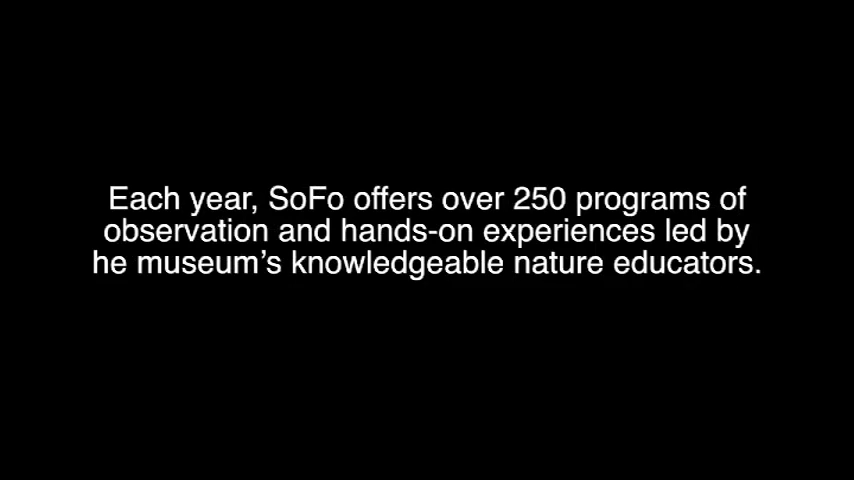 Each year, SoFo offers over 250 programs of
observation and hands-on experiences led by
he museum’s knowledgeable nature educators.